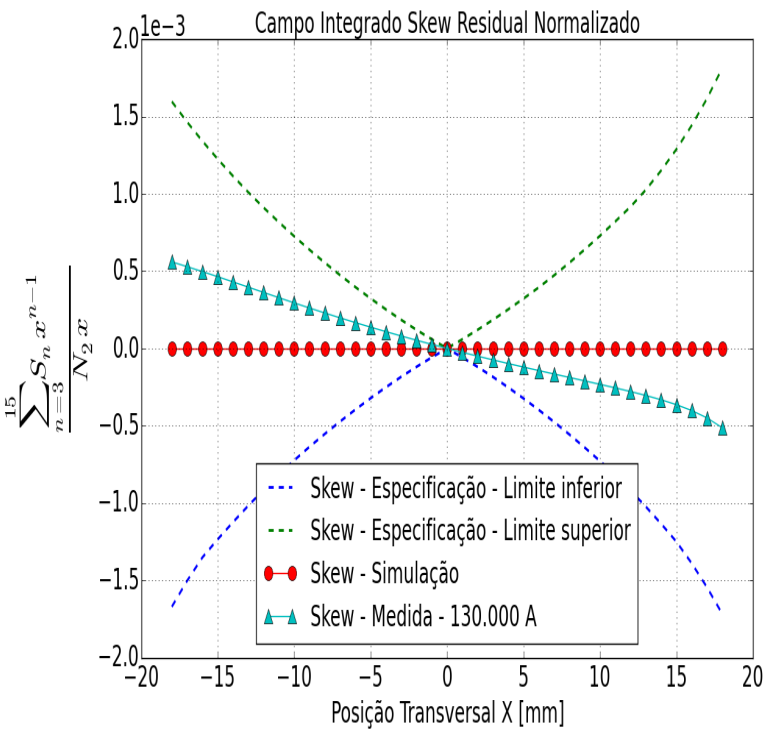 Campo Integrado Skew Residual Normalizado
1e−3
2.0
1.5
1.0
0.5
0.0
−0.5
−1.0
−1.5
−2.0
∑_{n=3}^{15} S_n x^{n−1}
N_2 x
Skew - Especificação - Limite inferior
Skew - Especificação - Limite superior
Skew - Simulação
Skew - Medida - 130.000 A
−20 −15 −10 −5 0 5 10 15 20
Posição Transversal X [mm]